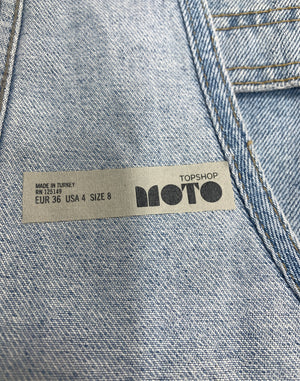 TOPSHOP
MOTO
MADE IN TURKEY
RN 125149
EUR 36 USA 4 SIZE 8